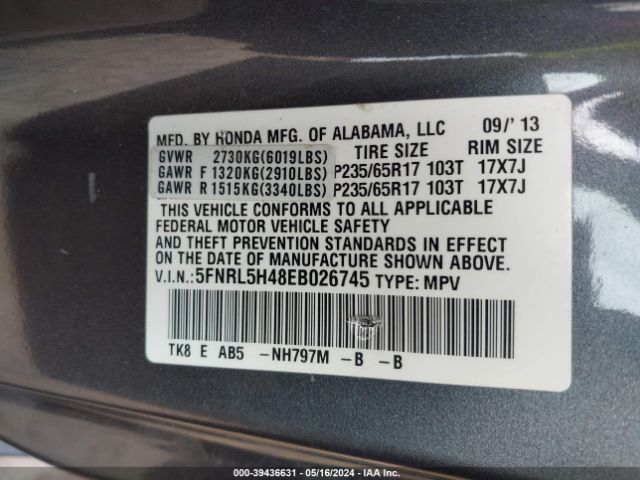 MFD. BY HONDA MFG. OF ALABAMA, LLC 09/'13
GVWR 2730KG(6019LBS) TIRE SIZE RIM SIZE
GAWR F 1320KG(2910LBS) P235/65R17 103T 17X7J
GAWR R 1515KG(3340LBS) P235/65R17 103T 17X7J
THIS VEHICLE CONFORMS TO ALL APPLICABLE
FEDERAL MOTOR VEHICLE SAFETY
AND THEFT PREVENTION STANDARDS IN EFFECT
ON THE DATE OF MANUFACTURE SHOWN ABOVE.
V.I.N.:5FNRL5H48EB026745 TYPE: MPV
TK8 E AB5 -NH797M -B -B
000-39436631 - 05/16/2024 - IAA Inc.